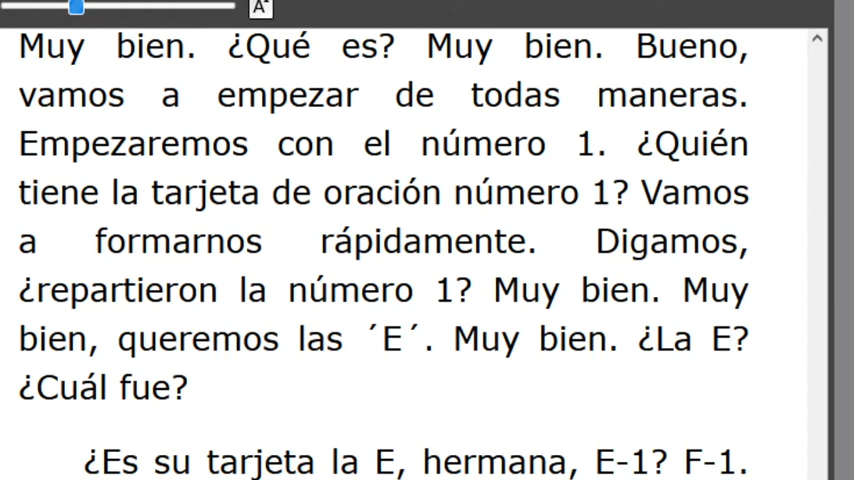 A
Muy bien. ¿Qué es? Muy bien. Bueno,
vamos a empezar de todas maneras.
Empezaremos con el número 1. ¿Quién
tiene la tarjeta de oración número 1? Vamos
a formarnos rápidamente. Digamos,
¿repartieron la número 1? Muy bien. Muy
bien, queremos las ´E´. Muy bien. ¿La E?
¿Cuál fue?
¿Es su tarjeta la E, hermana, E-1? F-1.